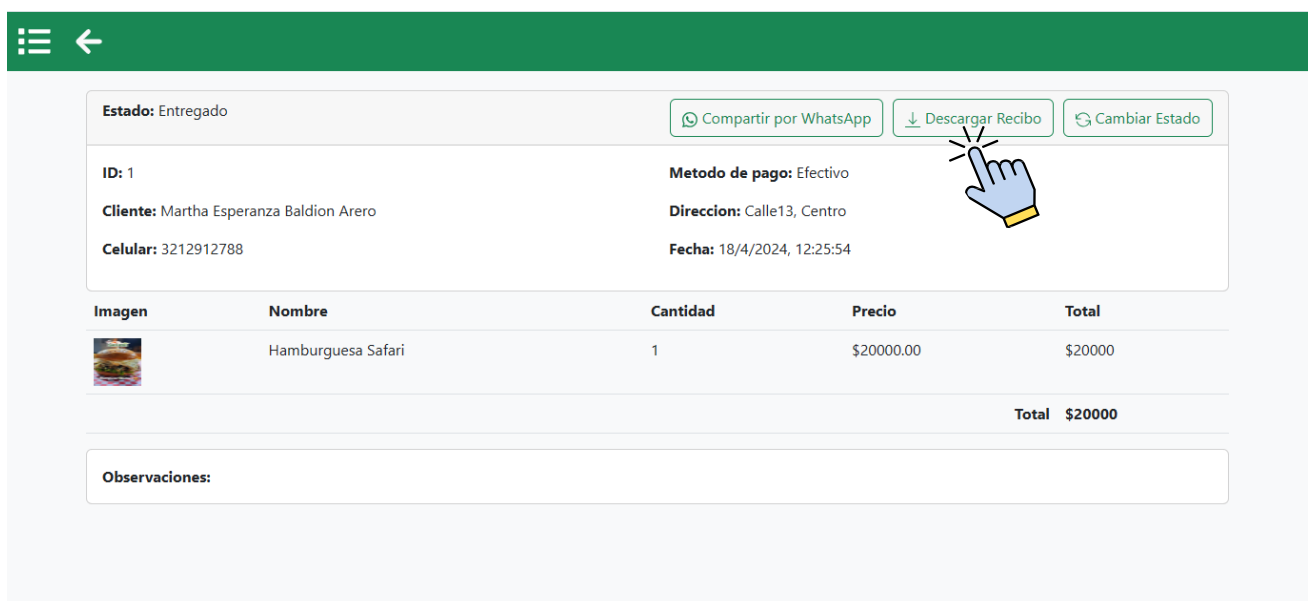 Estado: Entregado
Compartir por WhatsApp
Descargar Recibo
Cambiar Estado
ID: 1
Metodo de pago: Efectivo
Cliente: Martha Esperanza Baldion Arero
Direccion: Calle13, Centro
Celular: 3212912788
Fecha: 18/4/2024, 12:25:54
Imagen Nombre Cantidad Precio Total
Hamburguesa Safari 1 $20000.00 $20000
Total $20000
Observaciones: